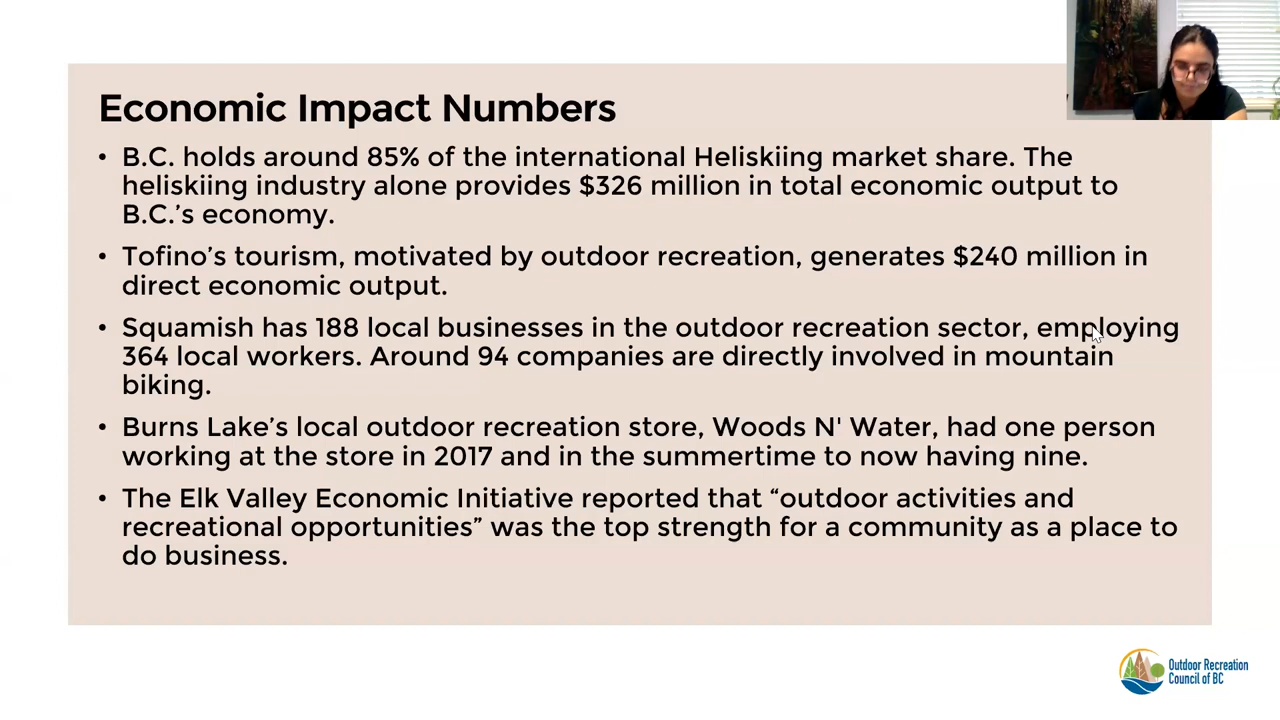 Economic Impact Numbers
• B.C. holds around 85% of the international Heliskiing market share. The
heliskiing industry alone provides $326 million in total economic output to
B.C.’s economy.
• Tofino’s tourism, motivated by outdoor recreation, generates $240 million in
direct economic output.
• Squamish has 188 local businesses in the outdoor recreation sector, employing
364 local workers. Around 94 companies are directly involved in mountain
biking.
• Burns Lake’s local outdoor recreation store, Woods N' Water, had one person
working at the store in 2017 and in the summertime to now having nine.
• The Elk Valley Economic Initiative reported that “outdoor activities and
recreational opportunities” was the top strength for a community as a place to
do business.
Outdoor Recreation
Council of BC